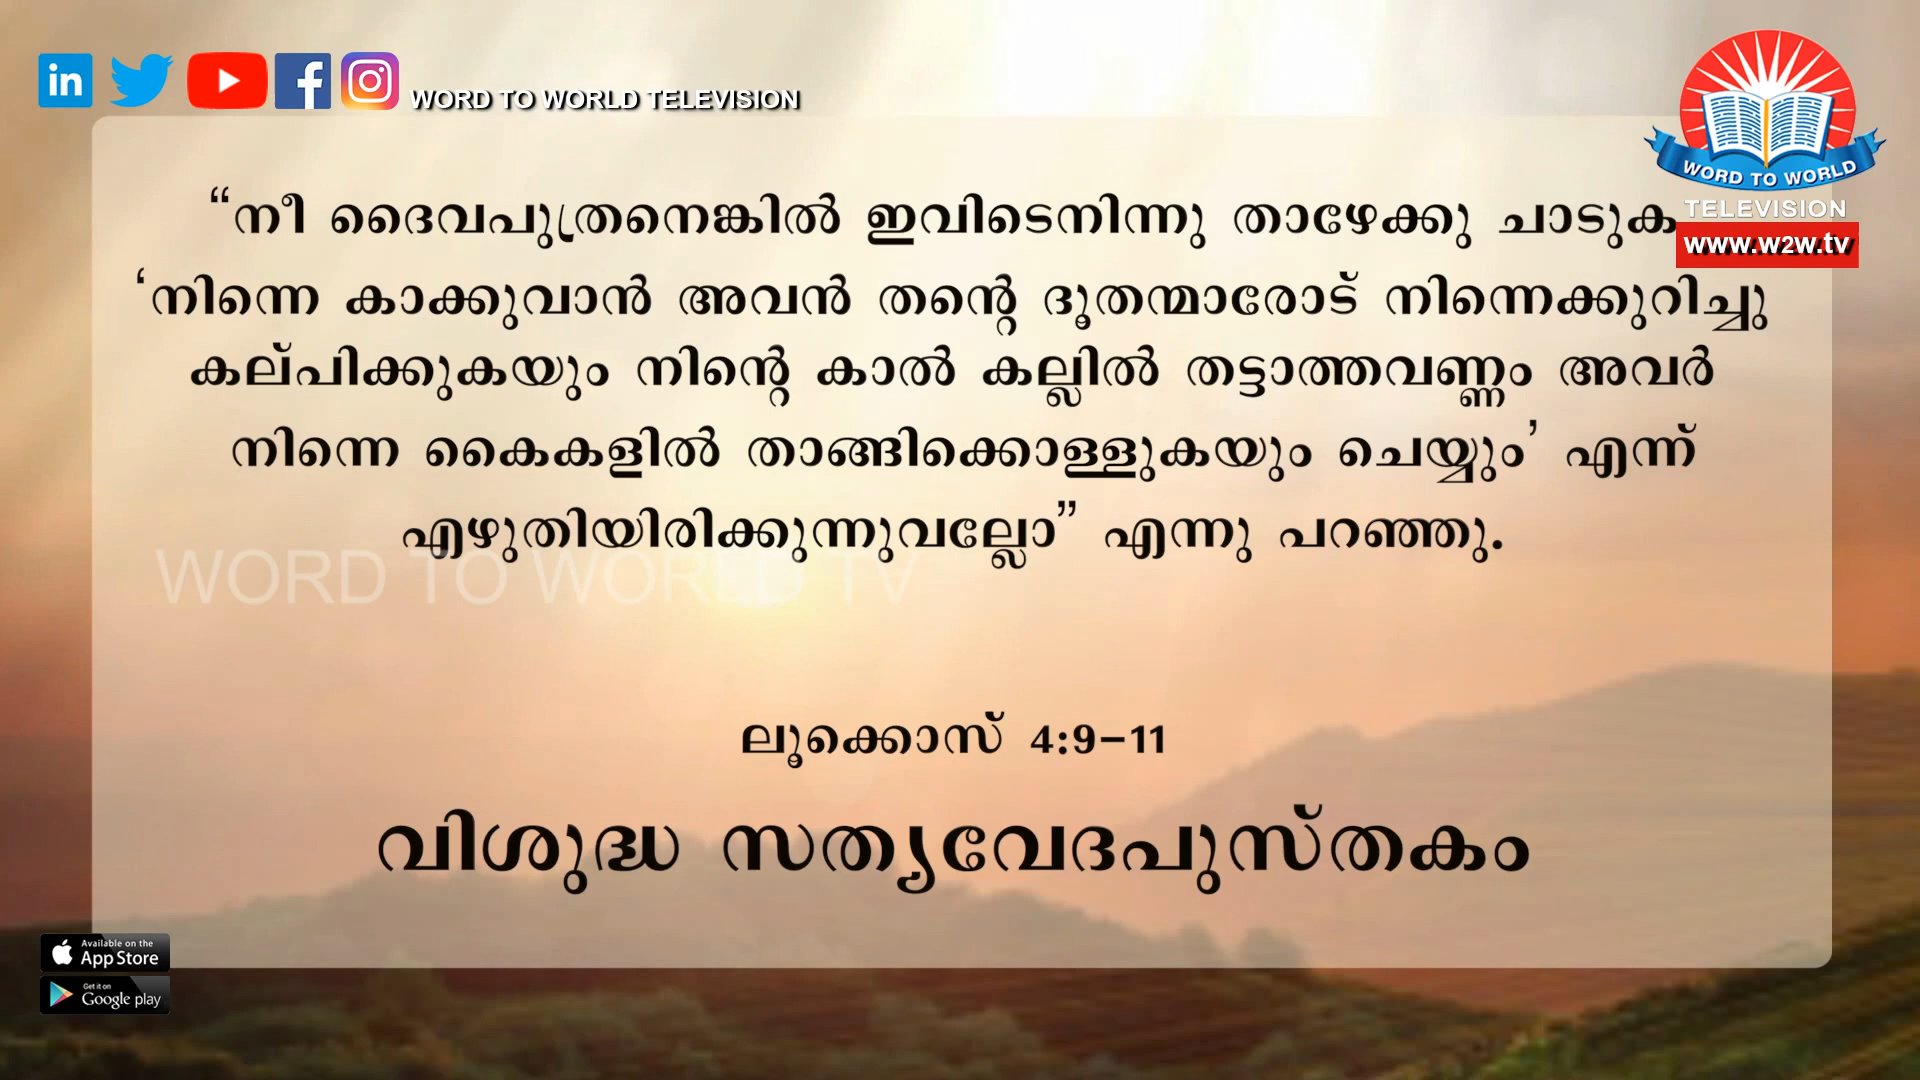 in
f
WORD TO WORLD TELEVISION
WORD TO WORLD
TELEVISION
www.w2w.tv
“നീ ദൈവപുത്രനെങ്കിൽ ഇവിടെനിന്നു താഴേക്കു ചാടുക
‘നിന്നെ കാക്കുവാൻ അവൻ തന്റെ ദൂതന്മാരോട് നിന്നെക്കുറിച്ചു
കല്പിക്കുകയും നിന്റെ കാൽ കല്ലിൽ തട്ടാത്തവണ്ണം അവർ
നിന്നെ കൈകളിൽ താങ്ങിക്കൊള്ളുകയും ചെയ്യും’ എന്ന്
എഴുതിയിരിക്കുന്നുവല്ലോ” എന്നു പറഞ്ഞു.
WORD TO WORLD TV
ലൂക്കൊസ് 4:9-11
വിശുദ്ധ സത്യവേദപുസ്തകം
Available on the
App Store
Get it on
Google play